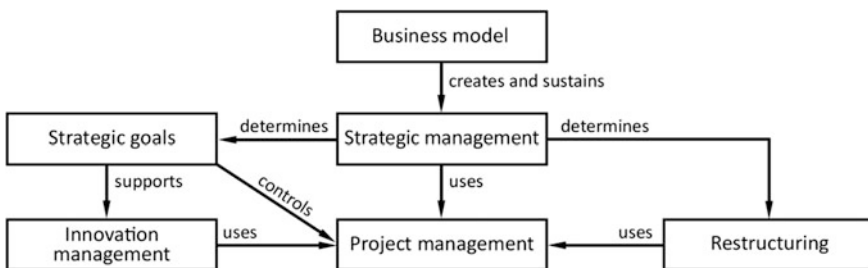 Business model
creates and sustains
Strategic goals
determines
Strategic management
determines
supports
controls
uses
Innovation
management
uses
Project management
uses
Restructuring